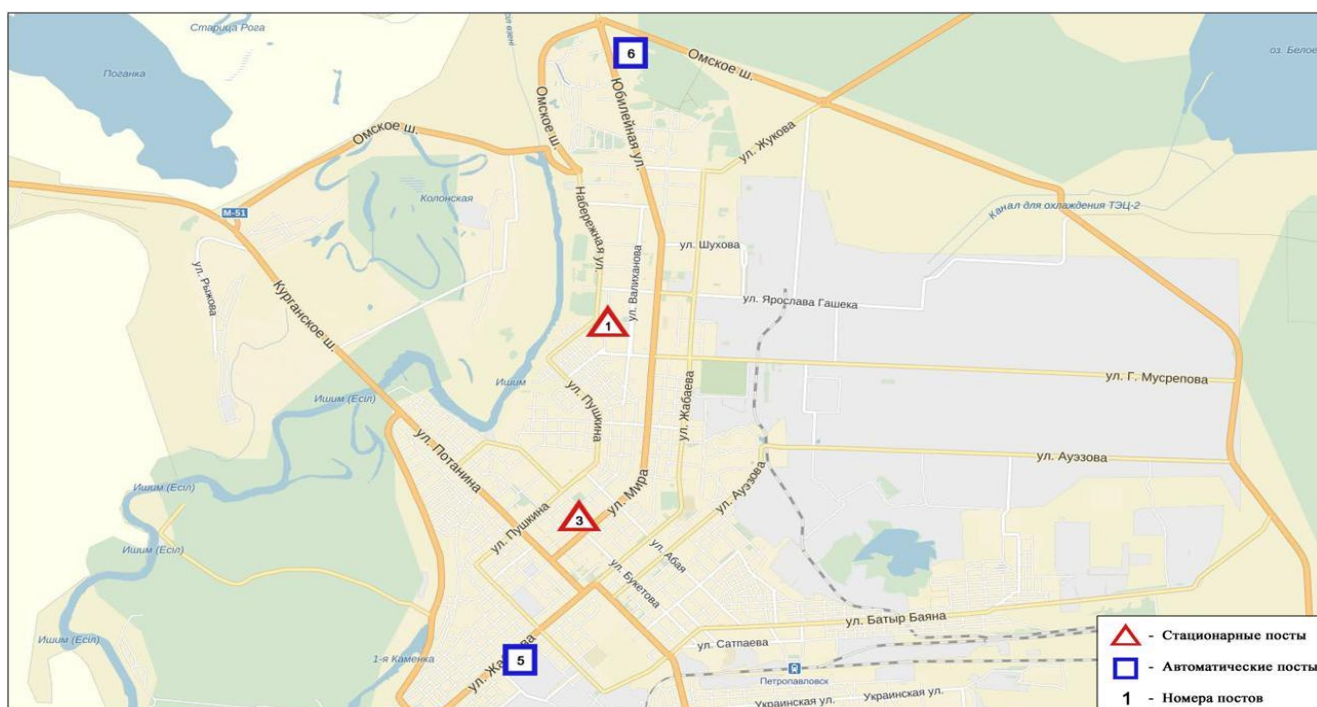 Старица Рога
Поганка
6
Омское ш.
оз. Белое
Омское ш.
Омское ш.
Юбилейная ул.
ул. Жукова
Колонская
М-51
Набережная ул.
Канал для охлаждения ТЭЦ-2
ул. Шухова
ул. Рыжова
ул. Валиханова
Курганское ш.
ул. Ярослава Гашека
1
Ишим
ул. Г. Мусрепова
Ишим (Есіл)
ул. Пушкина
ул. Жабаева
ул. Потанина
ул. Ауэзова
Ишим (Есіл)
ул. Мира
ул. Ауэзова
ул. Пушкина
3
Ишим (Есіл)
ул. Абая
ул. Букетова
ул. Батыр Баяна
Ишим (Есіл)
ул. Сатпаева
1-я Каменка
5
Петропавловск
Украинская ул.
Украинская ул.
- Стационарные посты
- Автоматические посты
1 - Номера постов